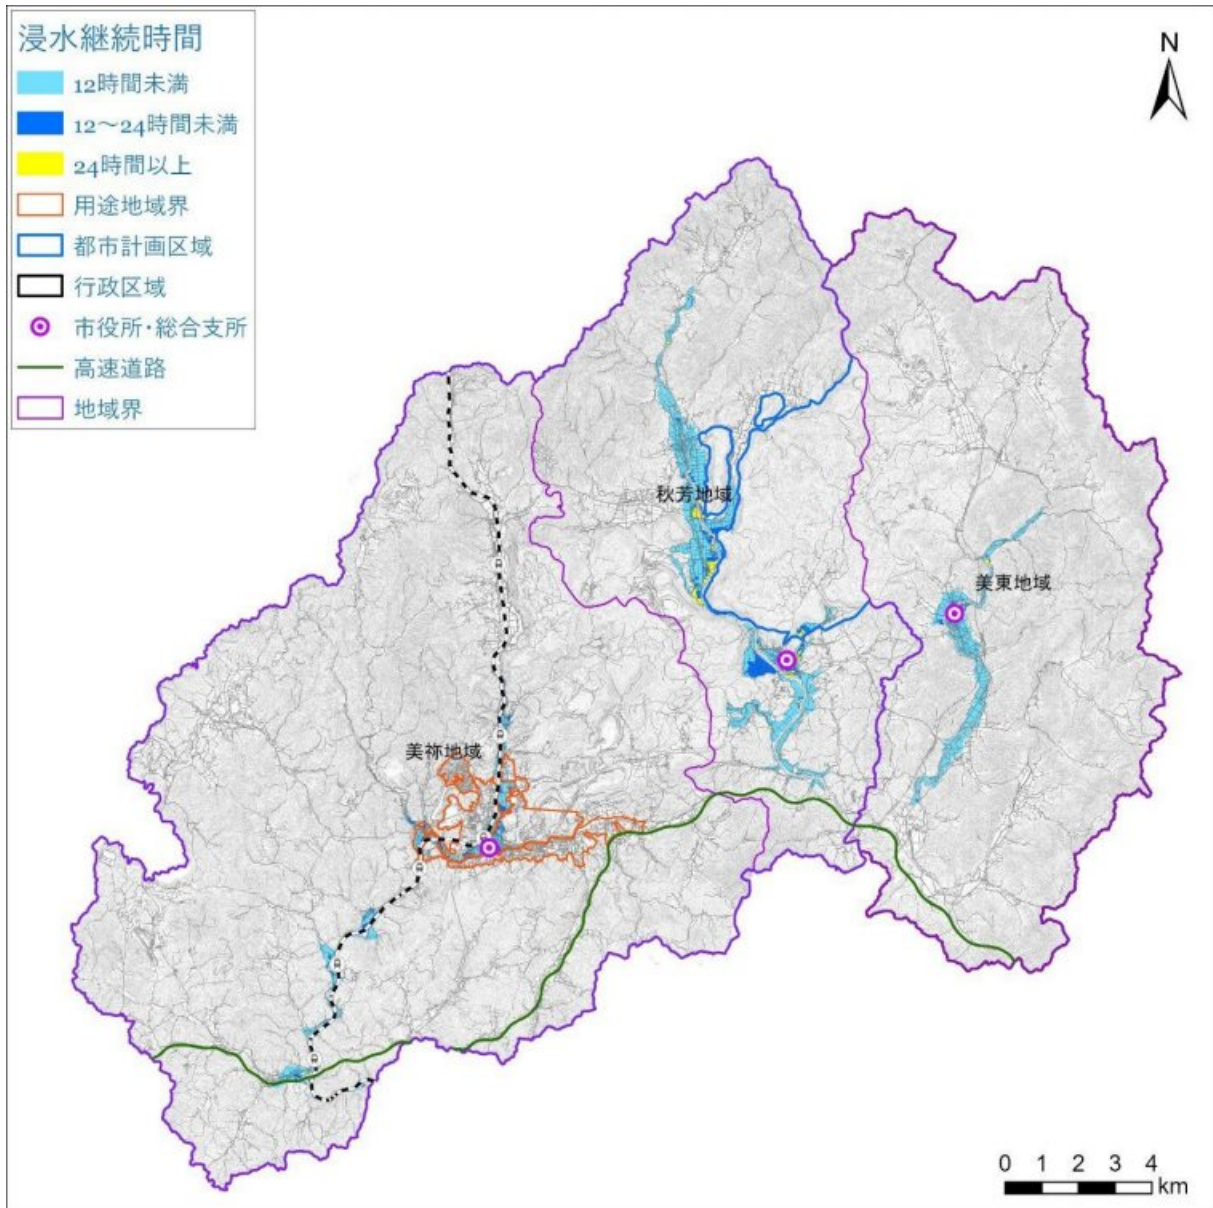 浸水継続時間
12時間未満
12～24時間未満
24時間以上
用途地域界
都市計画区域
行政区域
市役所・総合支所
高速道路
地域界
N
秋芳地域
美東地域
美祢地域
0 1 2 3 4
km